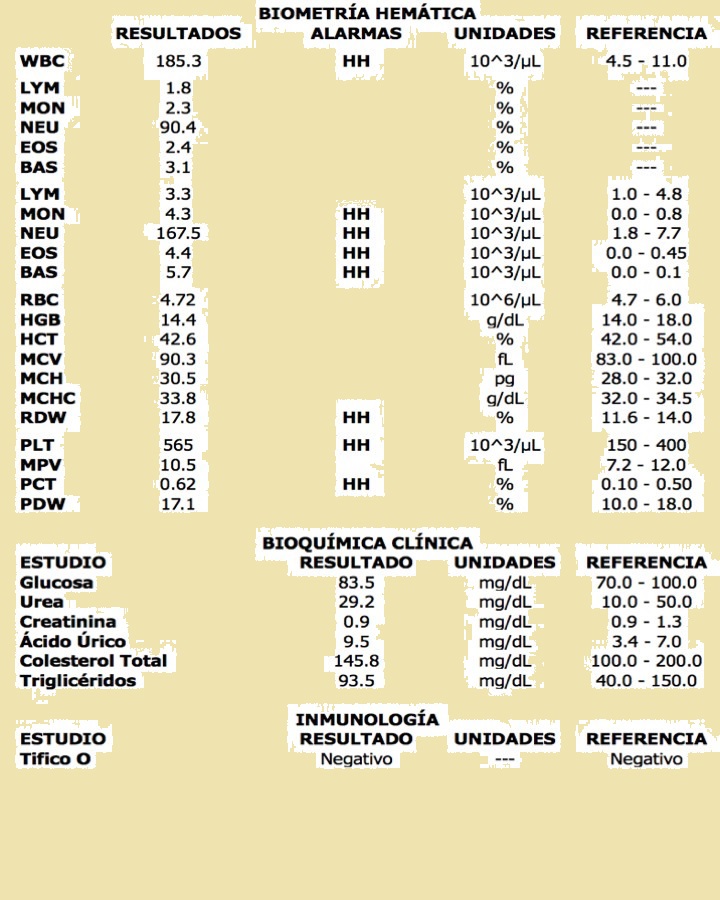 BIOMETRÍA HEMÁTICA
RESULTADOS ALARMAS UNIDADES REFERENCIA
WBC 185.3 HH 10^3/µL 4.5 - 11.0
LYM 1.8 % ---
MON 2.3 % ---
NEU 90.4 % ---
EOS 2.4 % ---
BAS 3.1 % ---
LYM 3.3 10^3/µL 1.0 - 4.8
MON 4.3 HH 10^3/µL 0.0 - 0.8
NEU 167.5 HH 10^3/µL 1.8 - 7.7
EOS 4.4 HH 10^3/µL 0.0 - 0.45
BAS 5.7 HH 10^3/µL 0.0 - 0.1
RBC 4.72 10^6/µL 4.7 - 6.0
HGB 14.4 g/dL 14.0 - 18.0
HCT 42.6 % 42.0 - 54.0
MCV 90.3 fL 83.0 - 100.0
MCH 30.5 pg 28.0 - 32.0
MCHC 33.8 g/dL 32.0 - 34.5
RDW 17.8 HH % 11.6 - 14.0
PLT 565 HH 10^3/µL 150 - 400
MPV 10.5 fL 7.2 - 12.0
PCT 0.62 HH % 0.10 - 0.50
PDW 17.1 % 10.0 - 18.0
BIOQUÍMICA CLÍNICA
ESTUDIO RESULTADO UNIDADES REFERENCIA
Glucosa 83.5 mg/dL 70.0 - 100.0
Urea 29.2 mg/dL 10.0 - 50.0
Creatinina 0.9 mg/dL 0.9 - 1.3
Ácido Úrico 9.5 mg/dL 3.4 - 7.0
Colesterol Total 145.8 mg/dL 100.0 - 200.0
Triglicéridos 93.5 mg/dL 40.0 - 150.0
INMUNOLOGÍA
ESTUDIO RESULTADO UNIDADES REFERENCIA
Tifico O Negativo --- Negativo